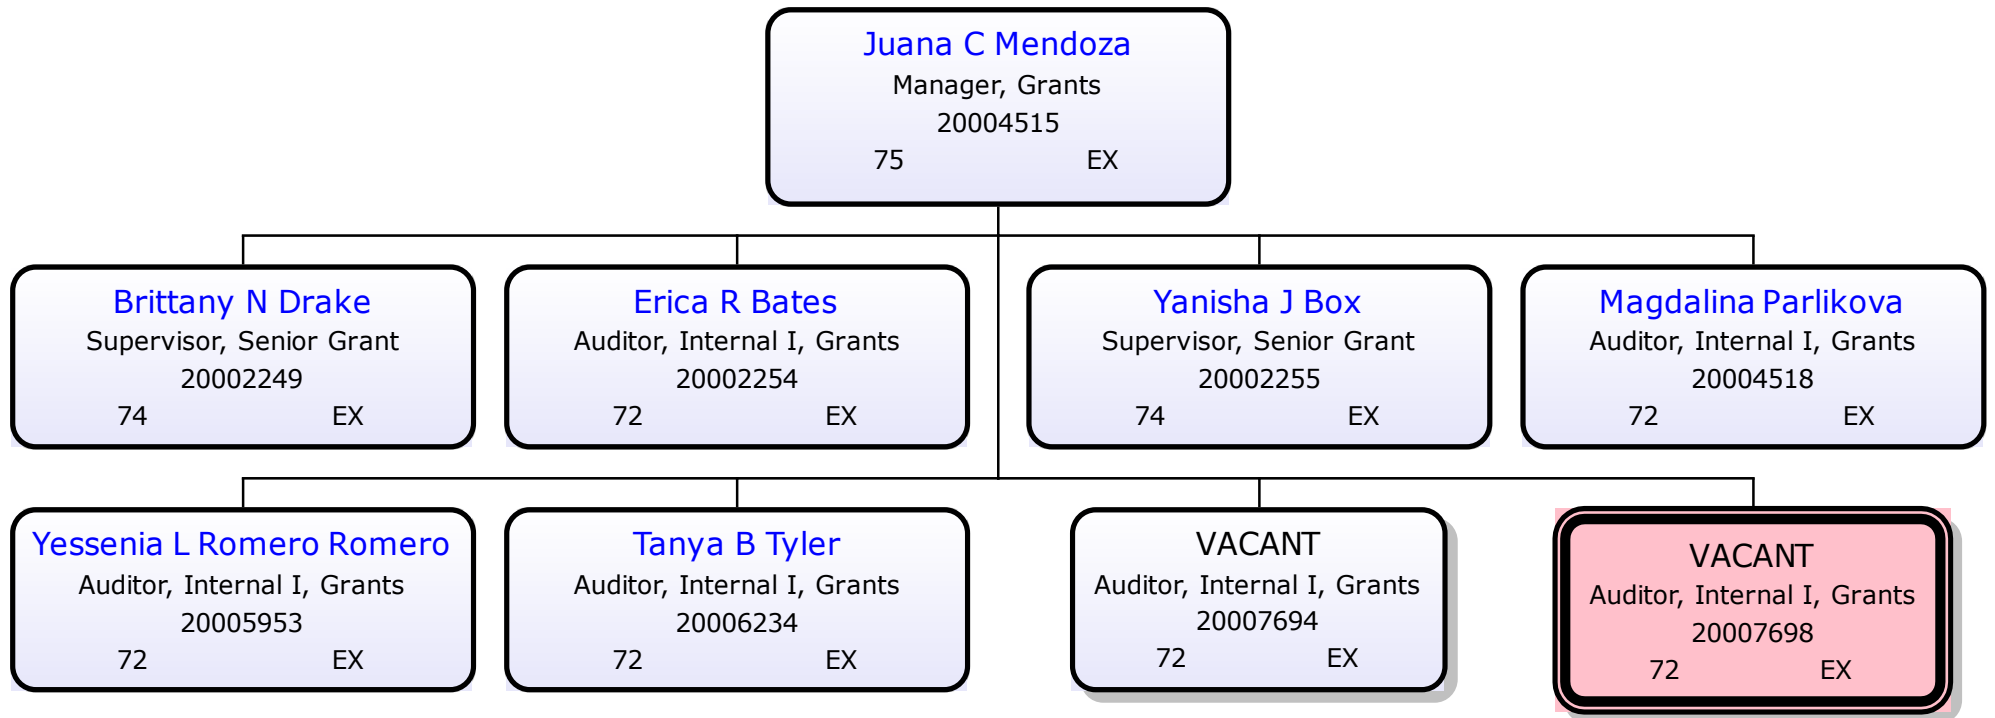 Juana C Mendoza
Manager, Grants
20004515
75 EX
Brittany N Drake
Supervisor, Senior Grant
20002249
74 EX
Erica R Bates
Auditor, Internal I, Grants
20002254
72 EX
Yanisha J Box
Supervisor, Senior Grant
20002255
74 EX
Magdalina Parlikova
Auditor, Internal I, Grants
20004518
72 EX
Yessenia L Romero Romero
Auditor, Internal I, Grants
20005953
72 EX
Tanya B Tyler
Auditor, Internal I, Grants
20006234
72 EX
VACANT
Auditor, Internal I, Grants
20007694
72 EX
VACANT
Auditor, Internal I, Grants
20007698
72 EX